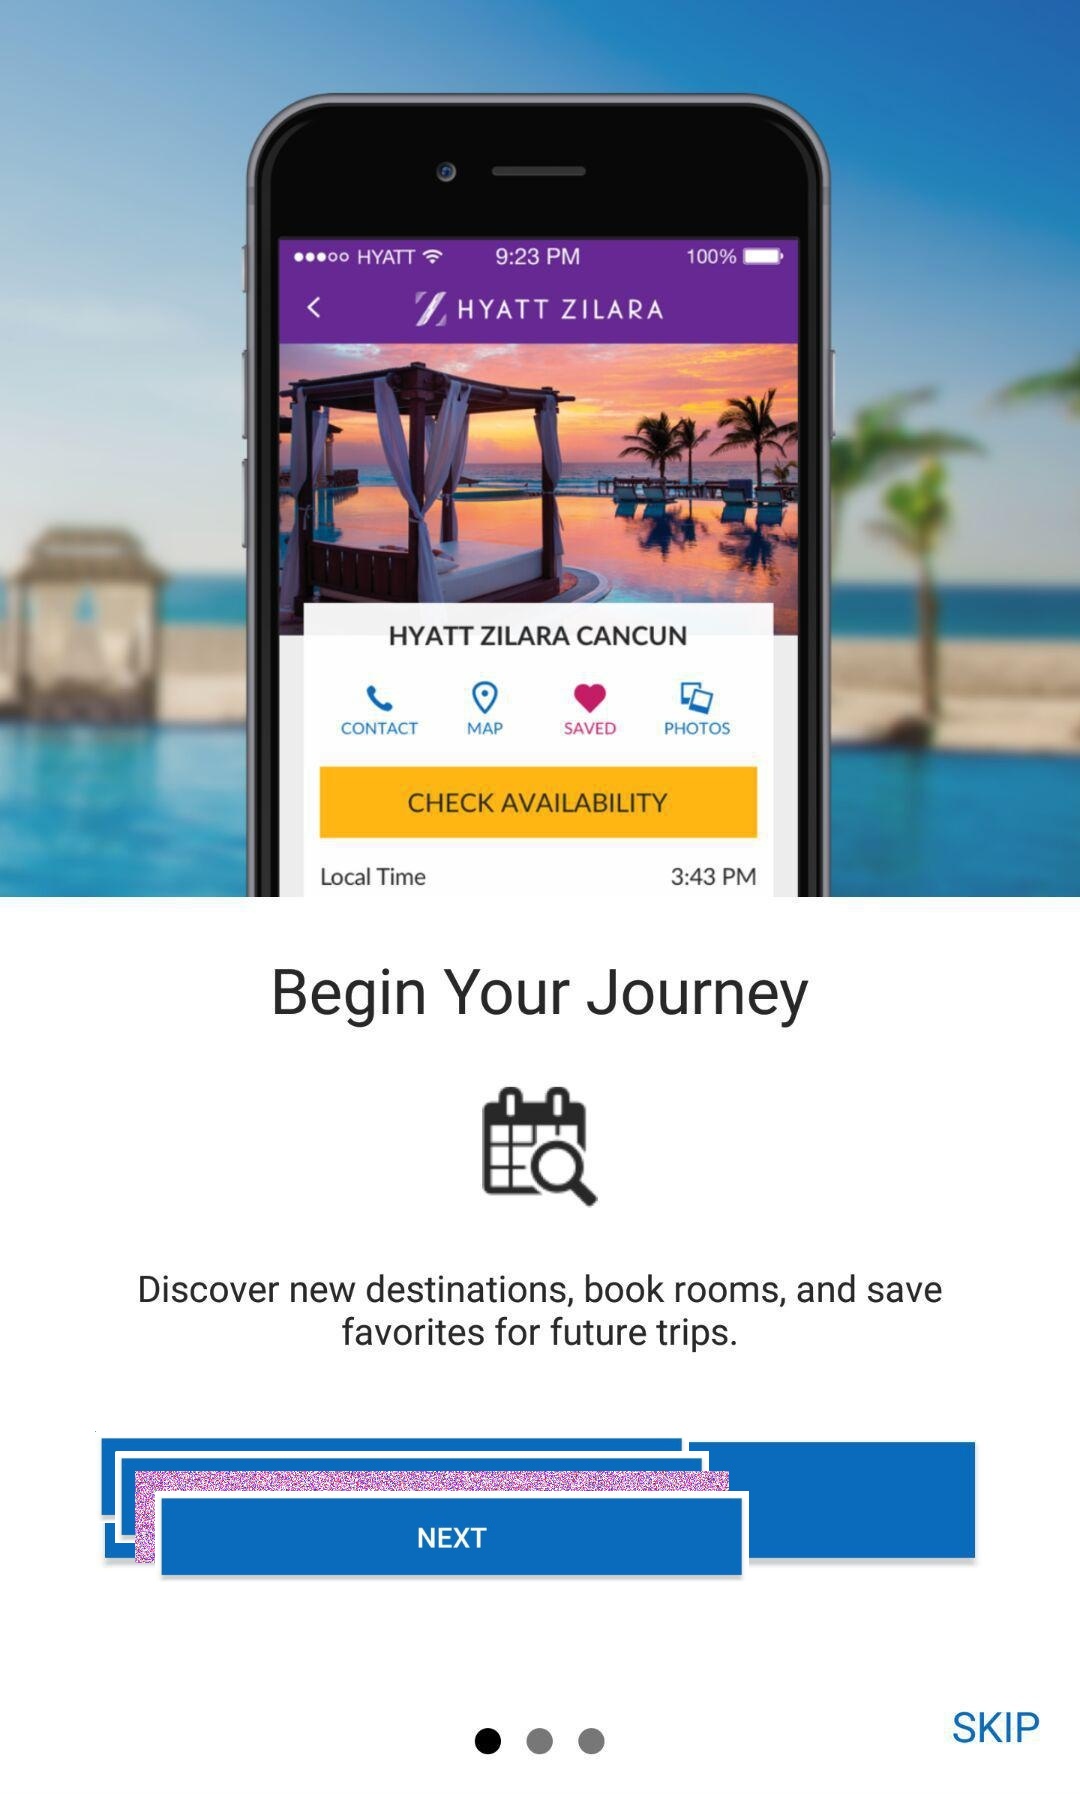 HYATT
9:23 PM
100%
HYATT ZILARA
HYATT ZILARA CANCUN
CONTACT
MAP
SAVED
PHOTOS
CHECK AVAILABILITY
Local Time 3:43 PM
Begin Your Journey
Discover new destinations, book rooms, and save
favorites for future trips.
NEXT
SKIP